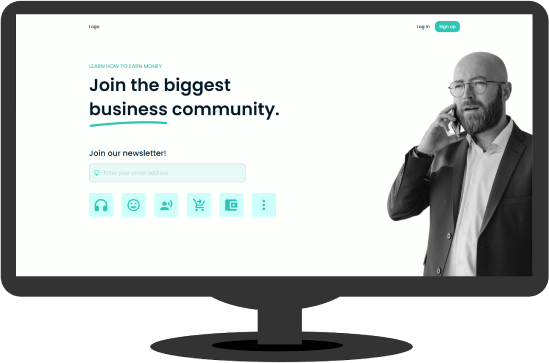 Logo
Log in
Sign up
LEARN HOW TO EARN MONEY
Join the biggest
business community.
Join our newsletter!
Enter your email address